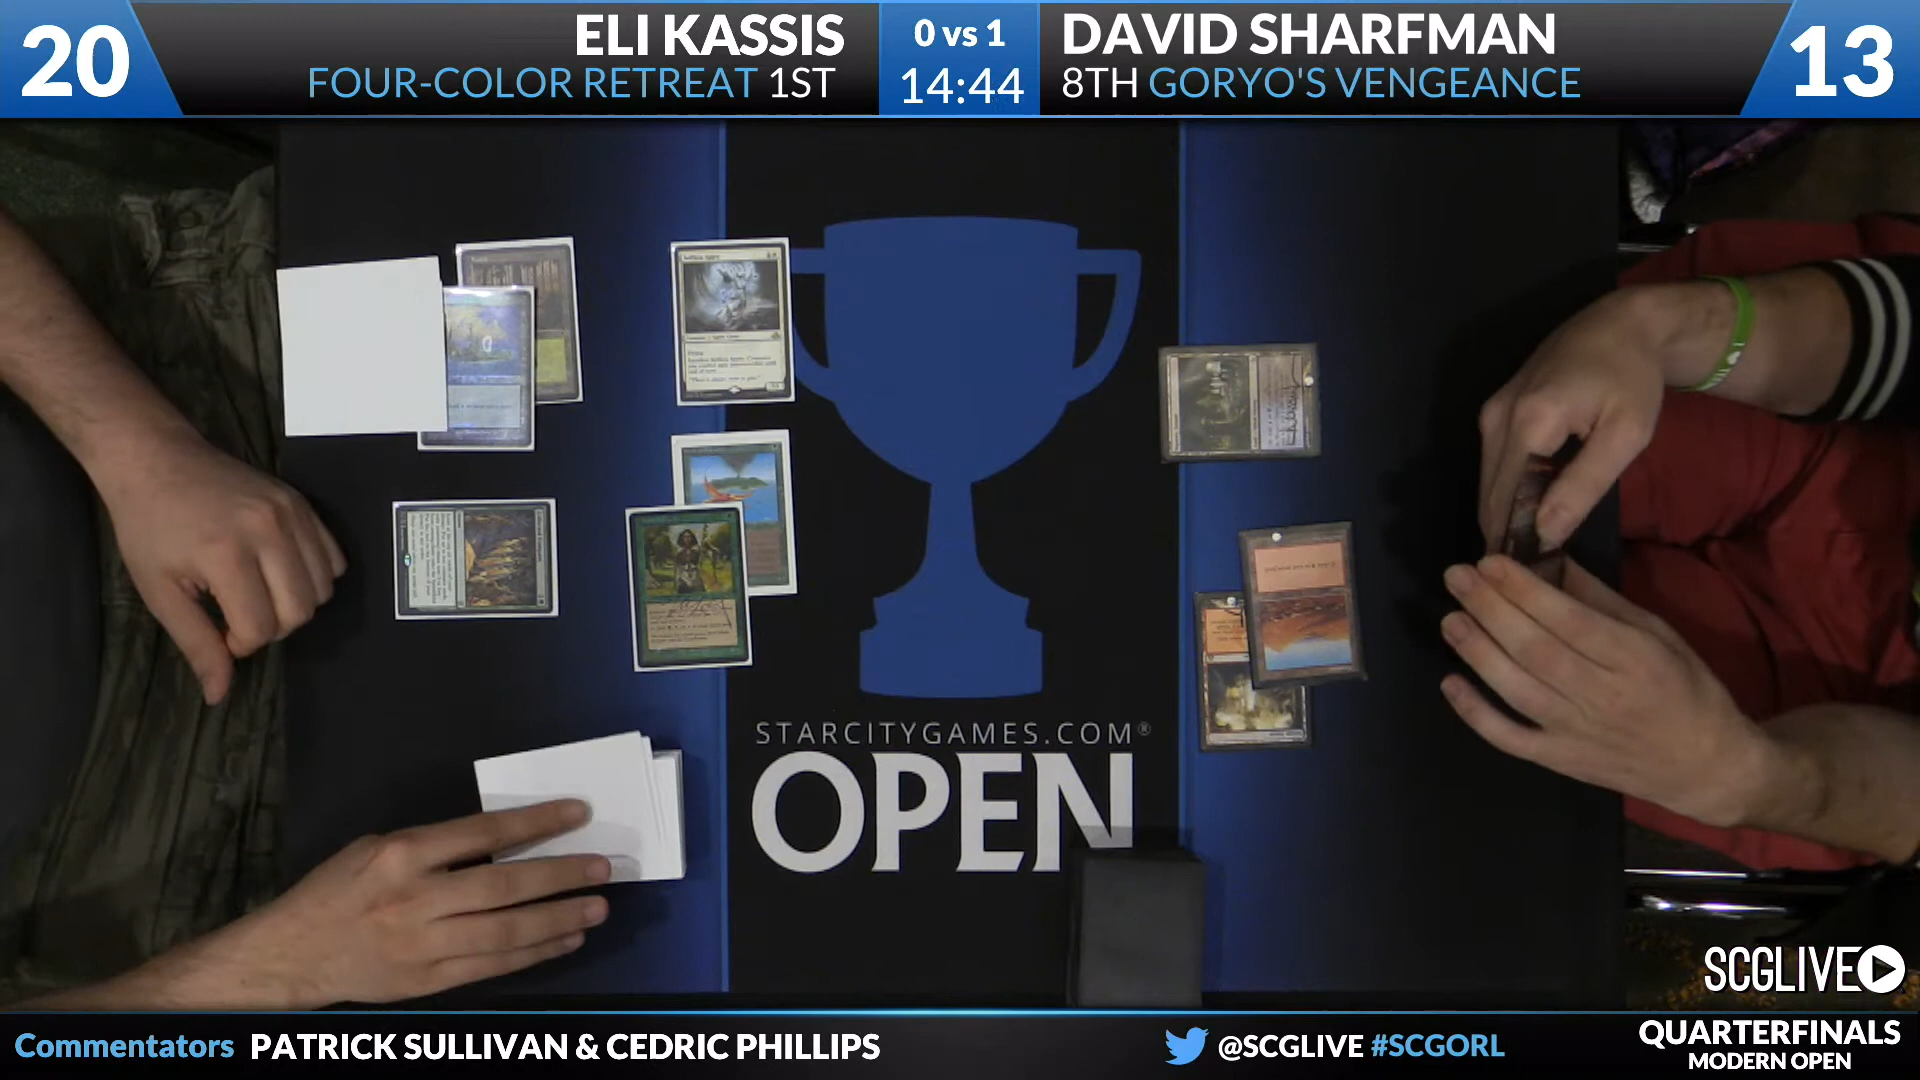 20
ELI KASSIS
FOUR-COLOR RETREAT 1ST
0 vs 1
14:44
DAVID SHARFMAN
8TH GORYO'S VENGEANCE
13
STARCITYGAMES.COM®
OPEN
SCGLIVE
Commentators PATRICK SULLIVAN & CEDRIC PHILLIPS
@SCGLIVE #SCGORL
QUARTERFINALS
MODERN OPEN